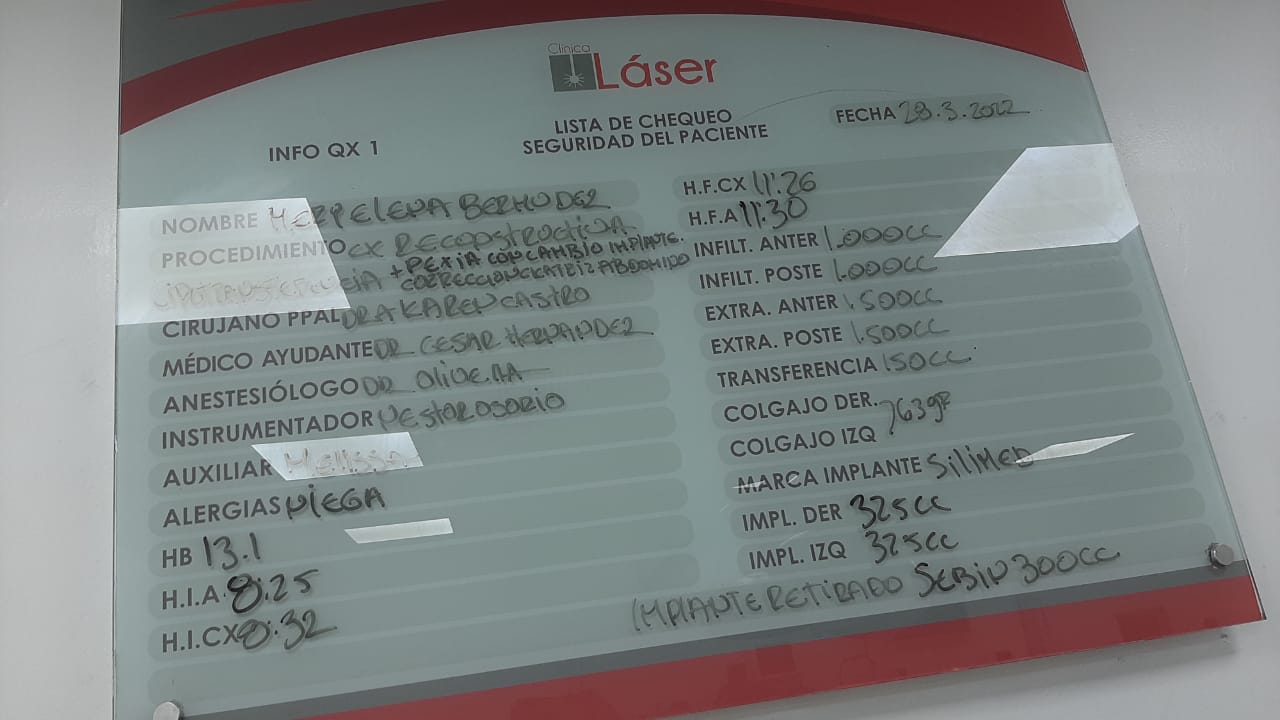 Clínica
Láser
LISTA DE CHEQUEO
SEGURIDAD DEL PACIENTE
FECHA 28.3.2022
INFO QX 1
NOMBRE ELENA BERMUDEZ
PROCEDIMIENTO CX RECONSTRUCTIVA
LIPOTRANSFERENCIA + PEXIA CON CAMBIO IMPLANTE.
+ CORRECCION CICATRIZ ABDOMIDO
CIRUJANO PPAL DRA KAREN CASTRO
MÉDICO AYUDANTE DR CESAR HERNANDEZ
ANESTESIÓLOGO DR OLIVERA
INSTRUMENTADOR NESTOR OSORIO
AUXILIAR Melissa
ALERGIAS NIEGA
HB 13.1
H.I.A 8:25
H.I.CX 8:32
H.F.CX 11:26
H.F.A 11:30
INFILT. ANTER 1.000CC
INFILT. POSTE 1.000CC
EXTRA. ANTER 1.500CC
EXTRA. POSTE 1.500CC
TRANSFERENCIA 150CC
COLGAJO DER.
COLGAJO IZQ
MARCA IMPLANTE SILIMED
IMPL. DER 325CC
IMPL. IZQ 325CC
IMPLANTE RETIRADO SEBIN 300CC